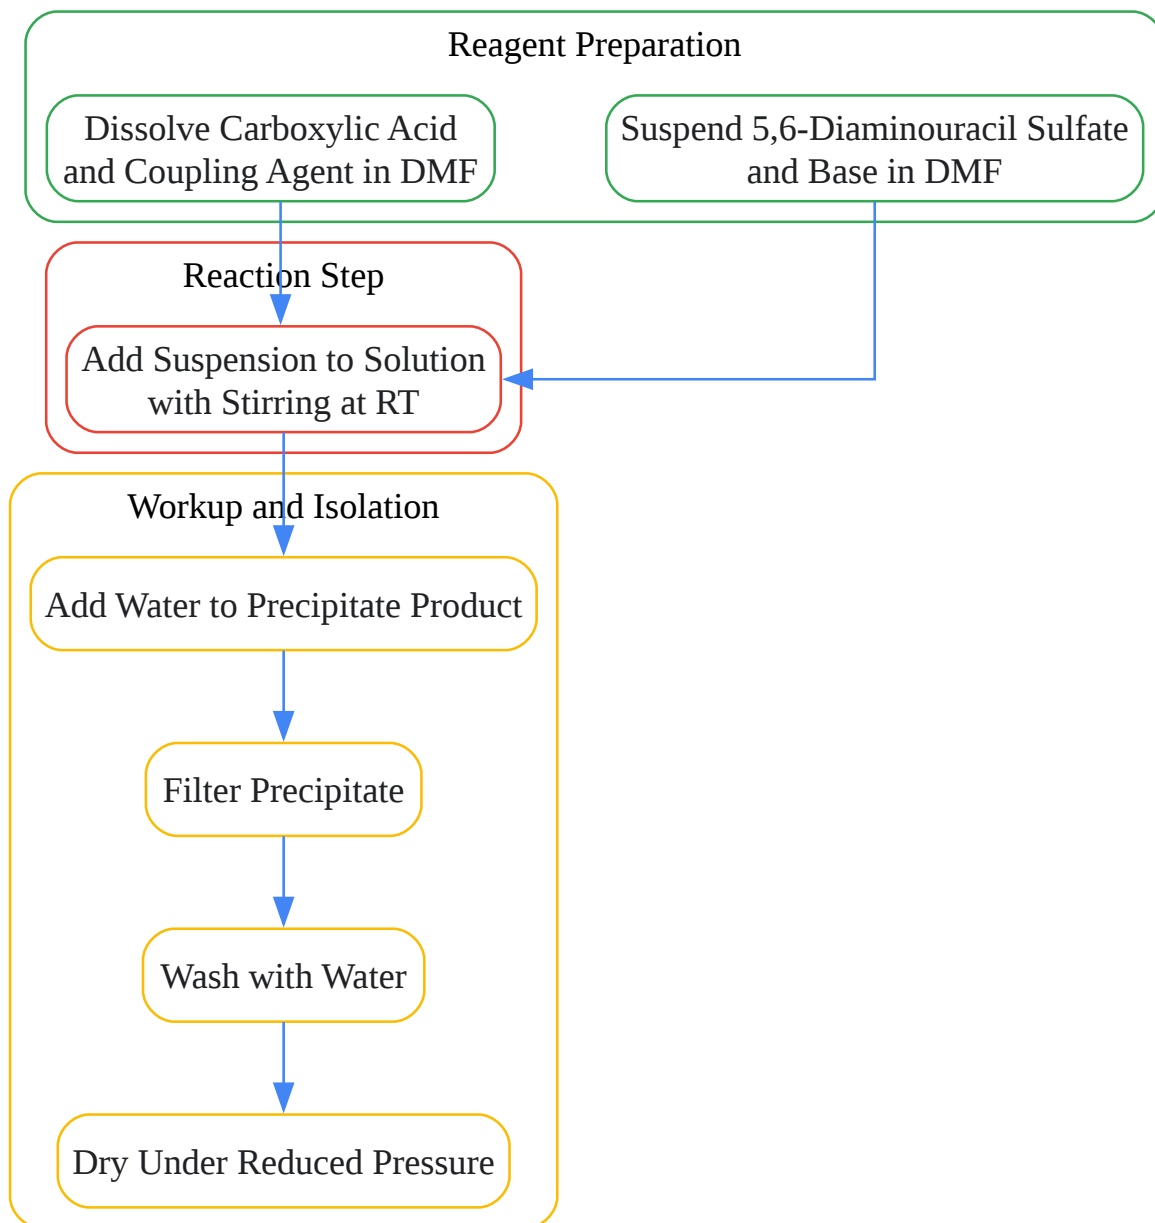 Reagent Preparation
Dissolve Carboxylic Acid
and Coupling Agent in DMF
Suspend 5,6-Diaminouracil Sulfate
and Base in DMF
Reaction Step
Add Suspension to Solution
with Stirring at RT
Workup and Isolation
Add Water to Precipitate Product
Filter Precipitate
Wash with Water
Dry Under Reduced Pressure